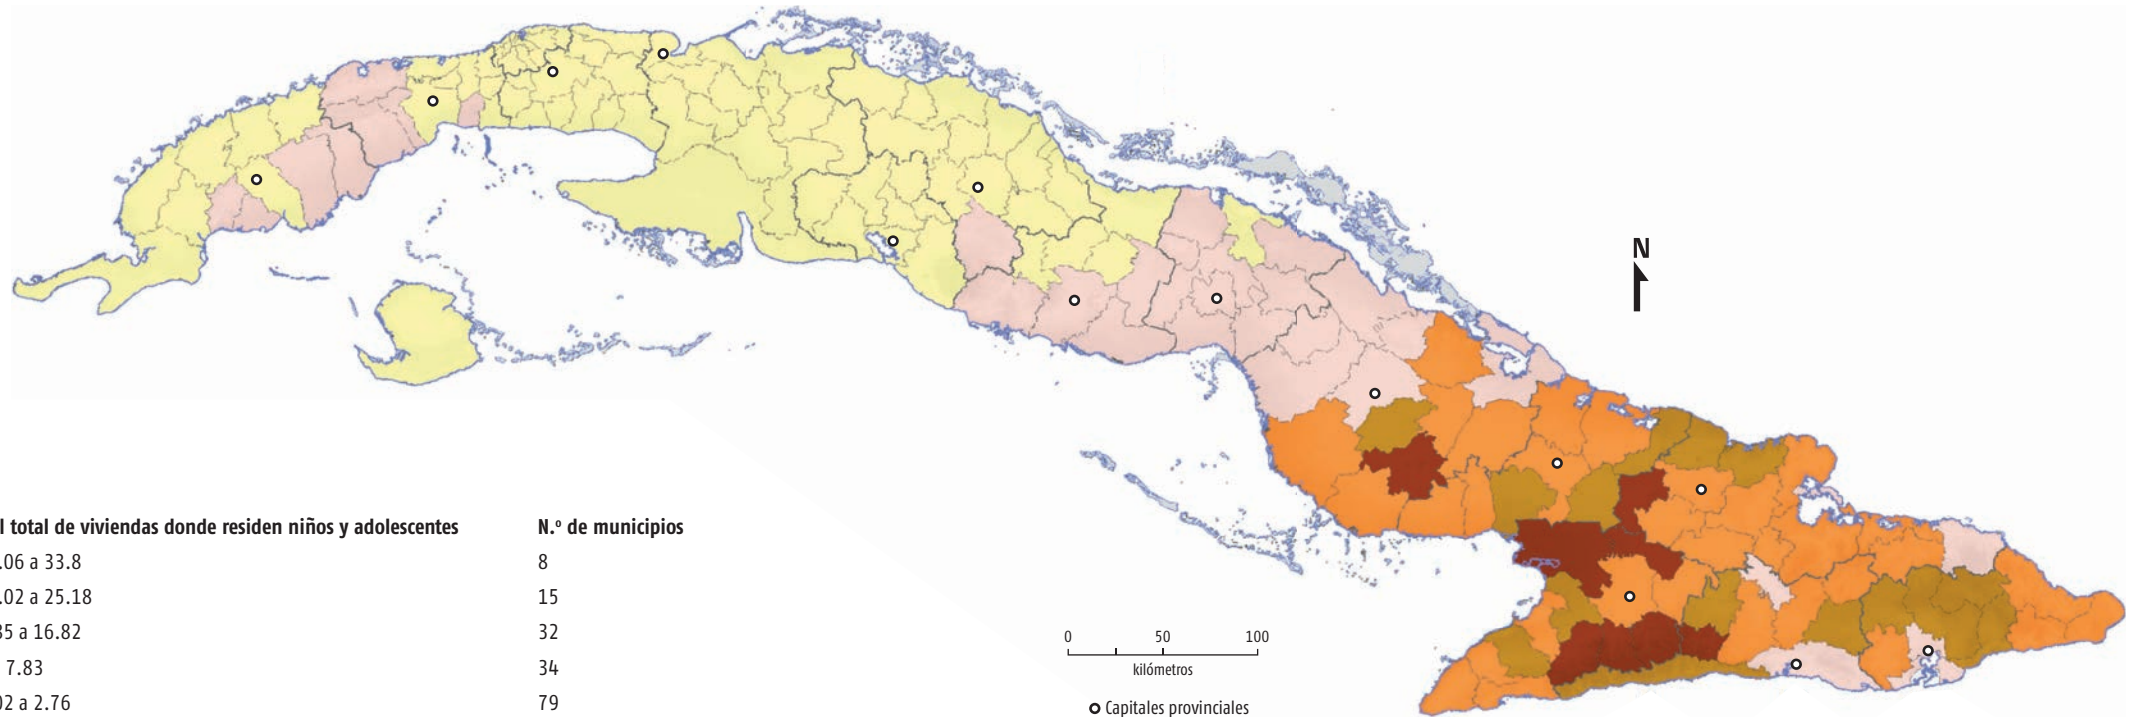 l total de viviendas donde residen niños y adolescentes N.º de municipios
.06 a 33.8 8
.02 a 25.18 15
35 a 16.82 32
7.83 34
02 a 2.76 79
N
0 50 100
kilómetros
Capitales provinciales